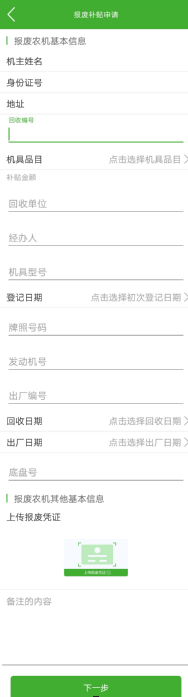 报废补贴申请
报废农机基本信息
机主姓名
身份证号
地址
回收编号
机具品目 点击选择机具品目
补贴金额
回收单位
经办人
机具型号
登记日期 点击选择初次登记日期
牌照号码
发动机号
出厂编号
回收日期 点击选择回收日期
出厂日期 点击选择出厂日期
底盘号
报废农机其他基本信息
上传报废凭证
备注的内容
下一步